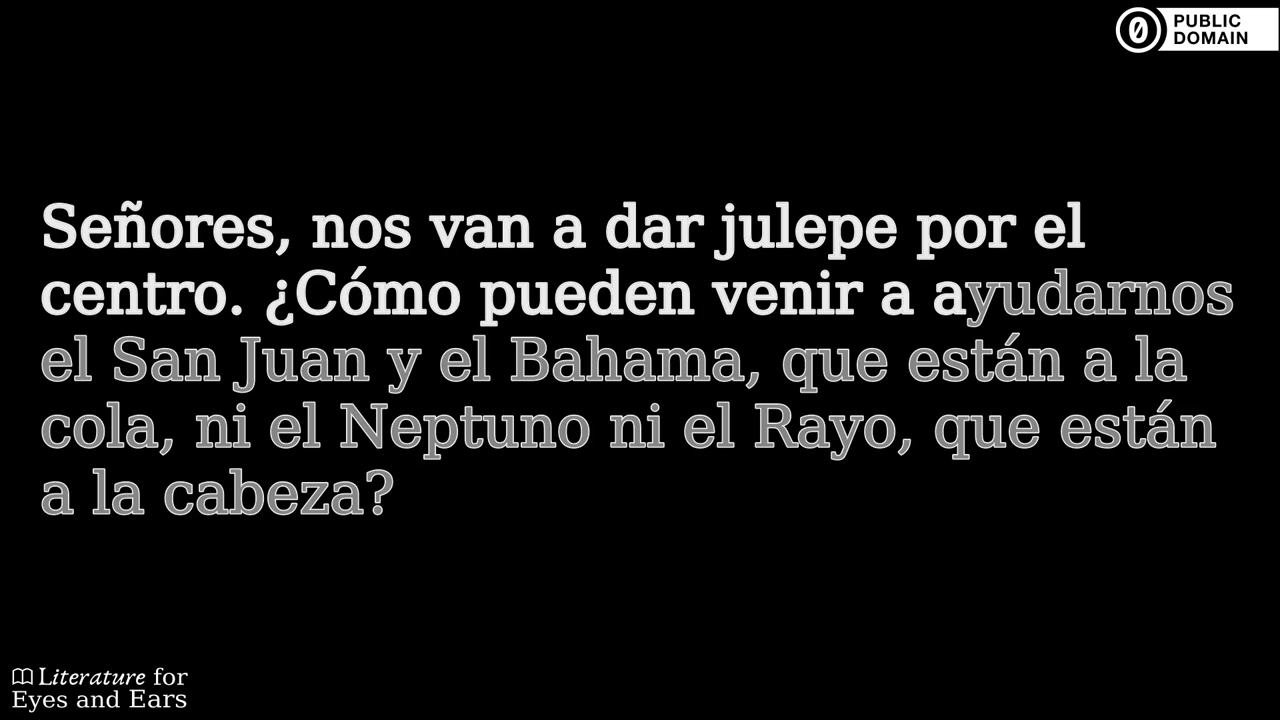 PUBLIC
DOMAIN
Señores, nos van a dar julepe por el
centro. ¿Cómo pueden venir a ayudarnos
el San Juan y el Bahama, que están a la
cola, ni el Neptuno ni el Rayo, que están
a la cabeza?
Literature for
Eyes and Ears